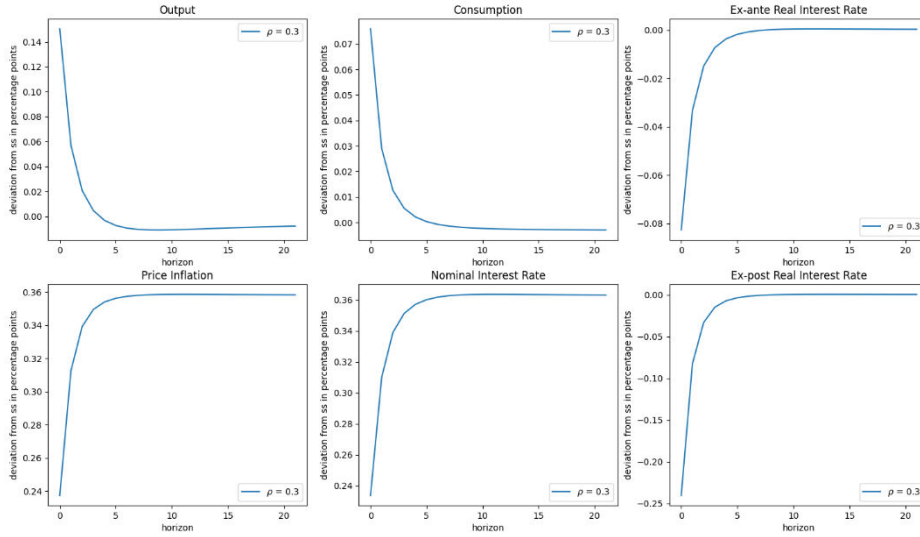 Output
Consumption
Ex-ante Real Interest Rate
deviation from ss in percentage points
0.14
0.12
0.10
0.08
0.06
0.04
0.02
0.00
ρ = 0.3
0 5 10 15 20
horizon
deviation from ss in percentage points
0.07
0.06
0.05
0.04
0.03
0.02
0.01
0.00
ρ = 0.3
0 5 10 15 20
horizon
deviation from ss in percentage points
0.00
−0.02
−0.04
−0.06
−0.08
ρ = 0.3
0 5 10 15 20
horizon
Price Inflation
Nominal Interest Rate
Ex-post Real Interest Rate
deviation from ss in percentage points
0.36
0.34
0.32
0.30
0.28
0.26
0.24
ρ = 0.3
0 5 10 15 20
horizon
deviation from ss in percentage points
0.36
0.34
0.32
0.30
0.28
0.26
0.24
ρ = 0.3
0 5 10 15 20
horizon
deviation from ss in percentage points
0.00
−0.05
−0.10
−0.15
−0.20
−0.25
ρ = 0.3
0 5 10 15 20
horizon